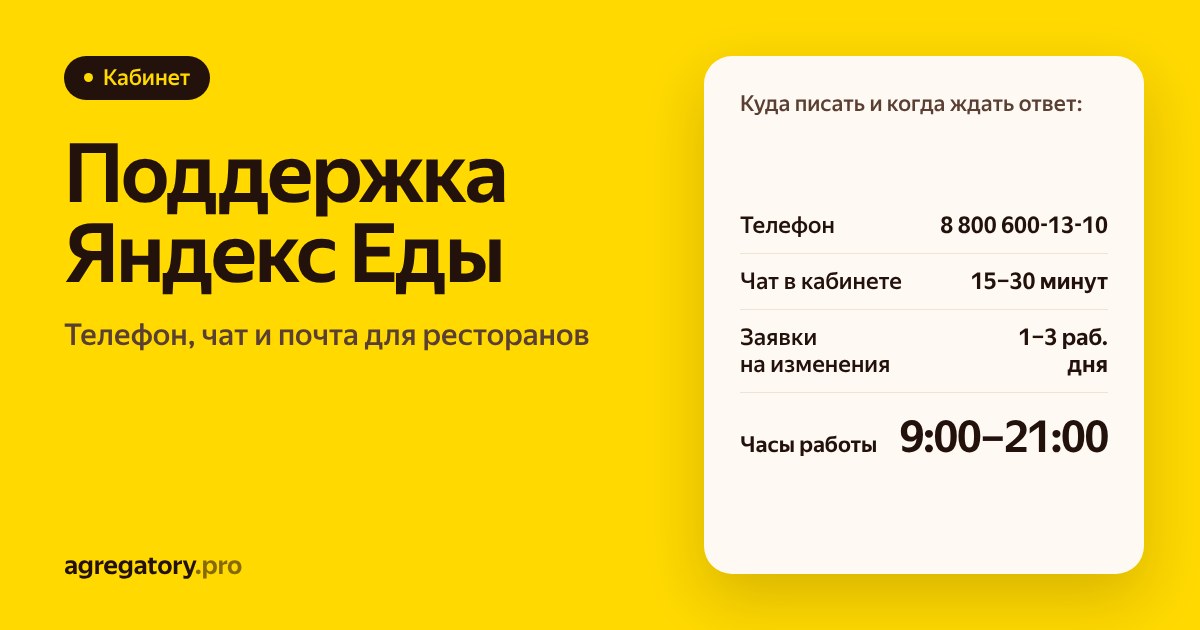 Кабинет
Поддержка
Яндекс Еды
Телефон, чат и почта для ресторанов
agregatory.pro
Куда писать и когда ждать ответ:
Телефон 8 800 600-13-10
Чат в кабинете 15–30 минут
Заявки 1–3 раб.
на изменения дня
Часы работы 9:00–21:00